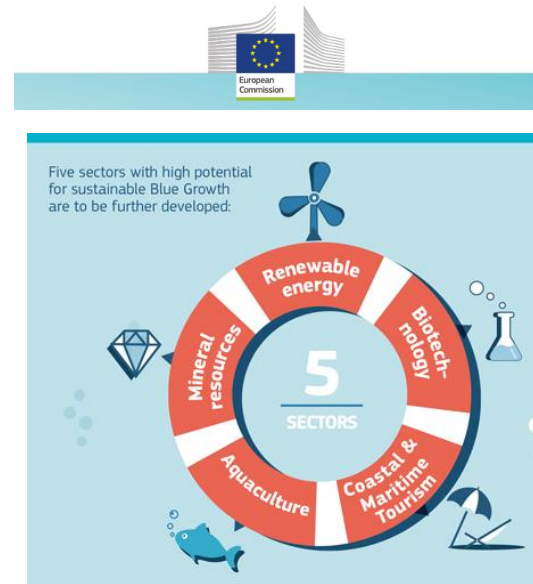 European
Commission
Five sectors with high potential
for sustainable Blue Growth
are to be further developed:
Renewable
energy
Biotech-
nology
Coastal &
Maritime
Tourism
Aquaculture
Mineral
resources
5
SECTORS